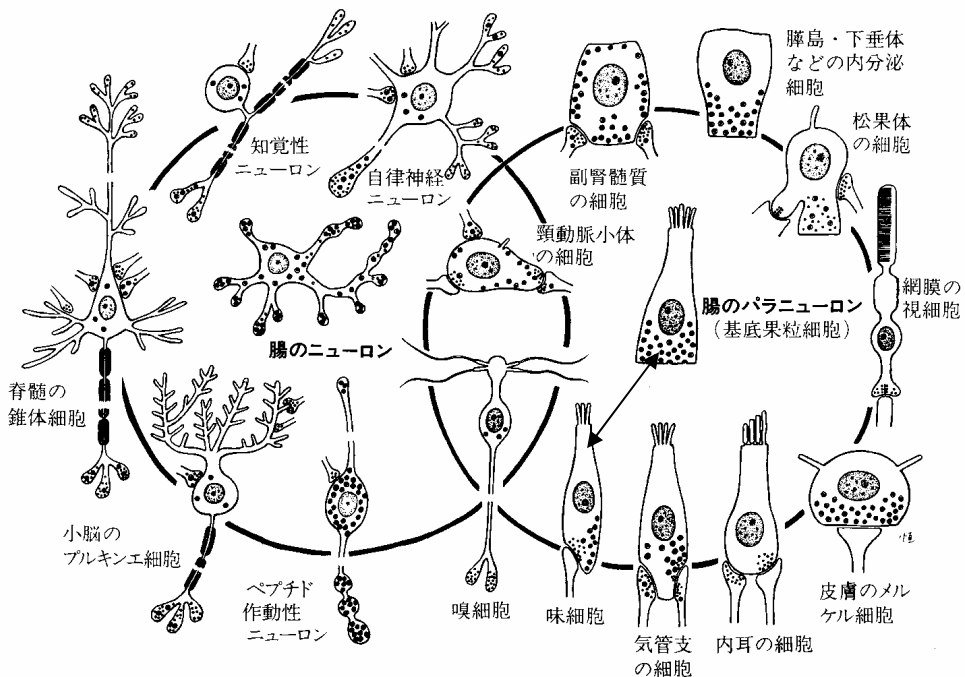 膵島・下垂体
などの内分泌
細胞
松果体
の細胞
知覚性
ニューロン
自律神経
ニューロン
副腎髄質
の細胞
頸動脈小体
の細胞
網膜の
視細胞
腸のパラニューロン
(基底果粒細胞)
腸のニューロン
脊髄の
錐体細胞
小脳の
プルキンエ細胞
ペプチド
作動性
ニューロン
嗅細胞
味細胞
気管支
の細胞
内耳の細胞
皮膚のメル
ケル細胞